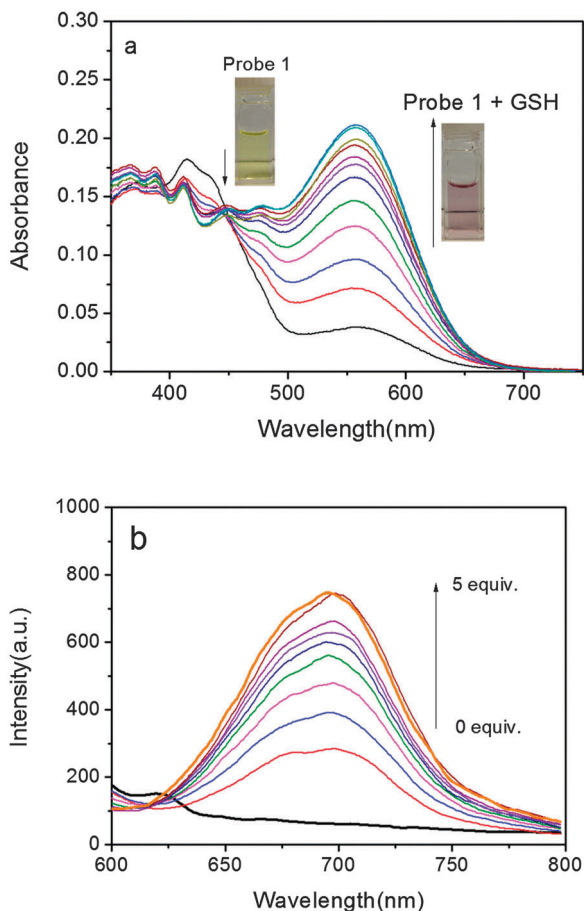 a
Probe 1
Probe 1 + GSH
0.30
0.25
0.20
0.15
0.10
0.05
0.00
Absorbance
400
500
600
700
Wavelength(nm)
b
1000
800
600
400
200
0
5 equiv.
0 equiv.
Intensity(a.u.)
600
650
700
750
800
Wavelength(nm)